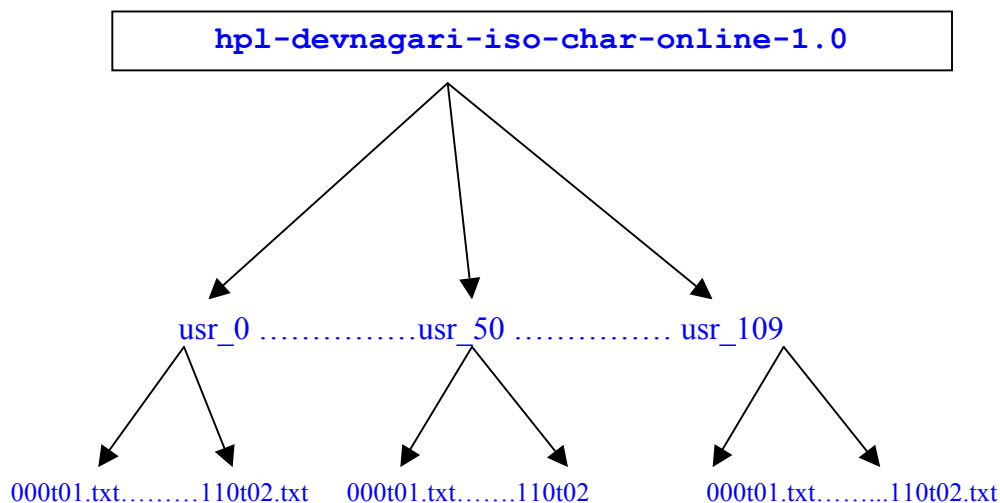 hpl-devnagari-iso-char-online-1.0
usr_0 ……………usr_50 …………… usr_109
000t01.txt………110t02.txt 000t01.txt…….110t02 000t01.txt……..110t02.txt